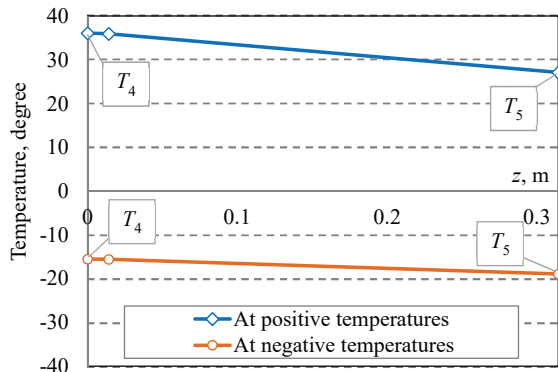 40
30
20
10
0
-10
-20
-30
-40
Temperature, degree
T4
T5
z, m
0 0.1 0.2 0.3
T4
T5
At positive temperatures
At negative temperatures